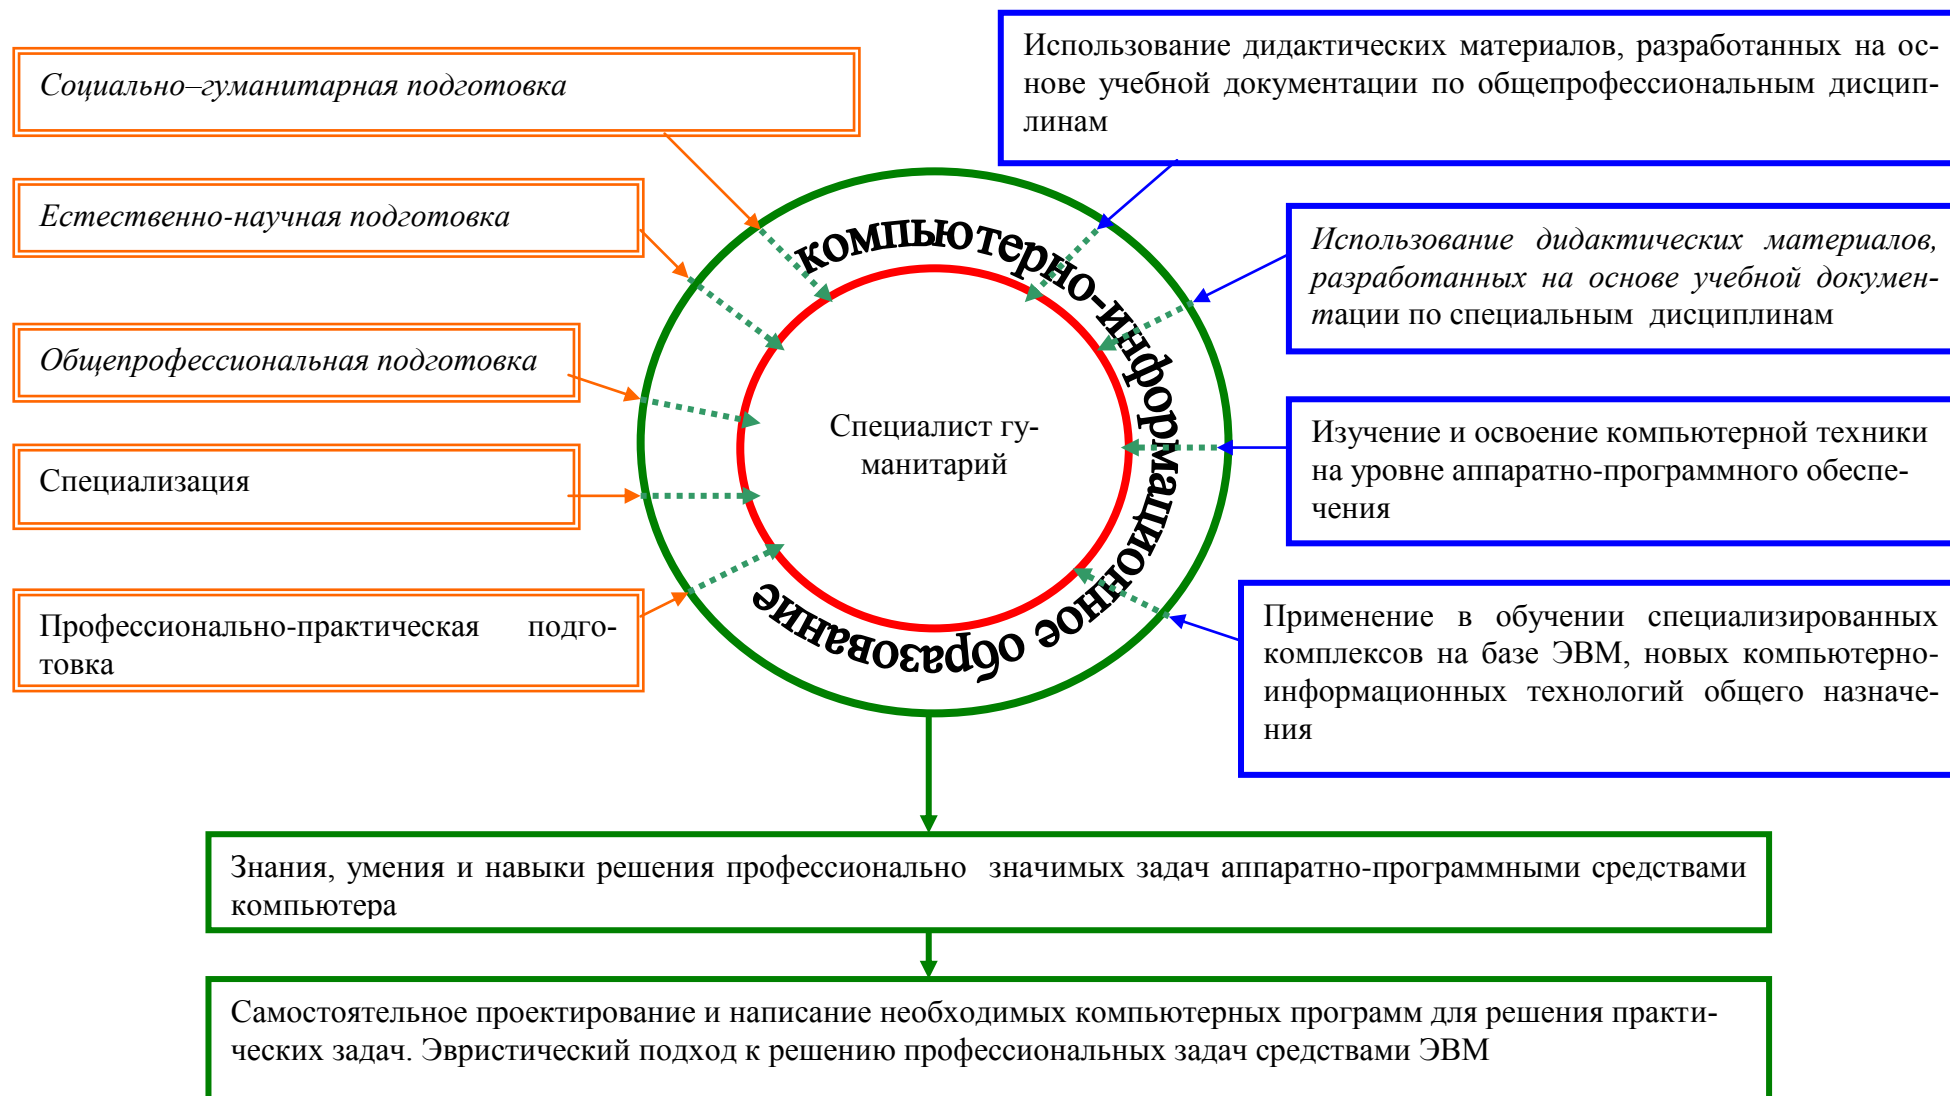 Социально–гуманитарная подготовка
Естественно-научная подготовка
Общепрофессиональная подготовка
Специализация
Профессионально-практическая подго-
товка
компьютерно-информационное образование
Специалист гу-
манитарий
Использование дидактических материалов, разработанных на ос-
нове учебной документации по общепрофессиональным дисцип-
линам
Использование дидактических материалов,
разработанных на основе учебной докумен-
тации по специальным дисциплинам
Изучение и освоение компьютерной техники
на уровне аппаратно-программного обеспе-
чения
Применение в обучении специализированных
комплексов на базе ЭВМ, новых компьютерно-
информационных технологий общего назначе-
ния
Знания, умения и навыки решения профессионально значимых задач аппаратно-программными средствами
компьютера
Самостоятельное проектирование и написание необходимых компьютерных программ для решения практи-
ческих задач. Эвристический подход к решению профессиональных задач средствами ЭВМ